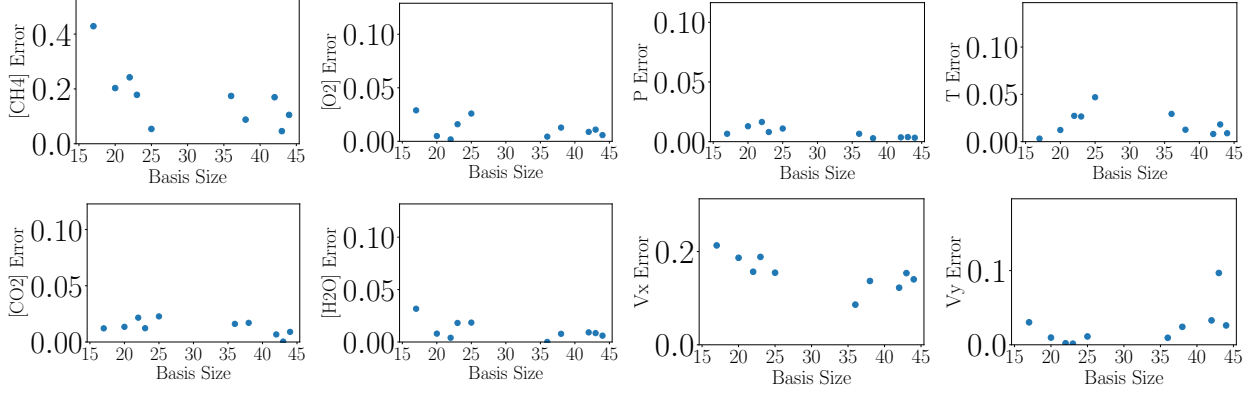 [CH4] Error
0.4
0.2
0.0
15 20 25 30 35 40 45
Basis Size
[O2] Error
0.10
0.05
0.00
15 20 25 30 35 40 45
Basis Size
P Error
0.10
0.05
0.00
15 20 25 30 35 40 45
Basis Size
T Error
0.10
0.05
0.00
15 20 25 30 35 40 45
Basis Size
[CO2] Error
0.10
0.05
0.00
15 20 25 30 35 40 45
Basis Size
[H2O] Error
0.10
0.05
0.00
15 20 25 30 35 40 45
Basis Size
Vx Error
0.2
0.0
15 20 25 30 35 40 45
Basis Size
Vy Error
0.1
0.0
15 20 25 30 35 40 45
Basis Size